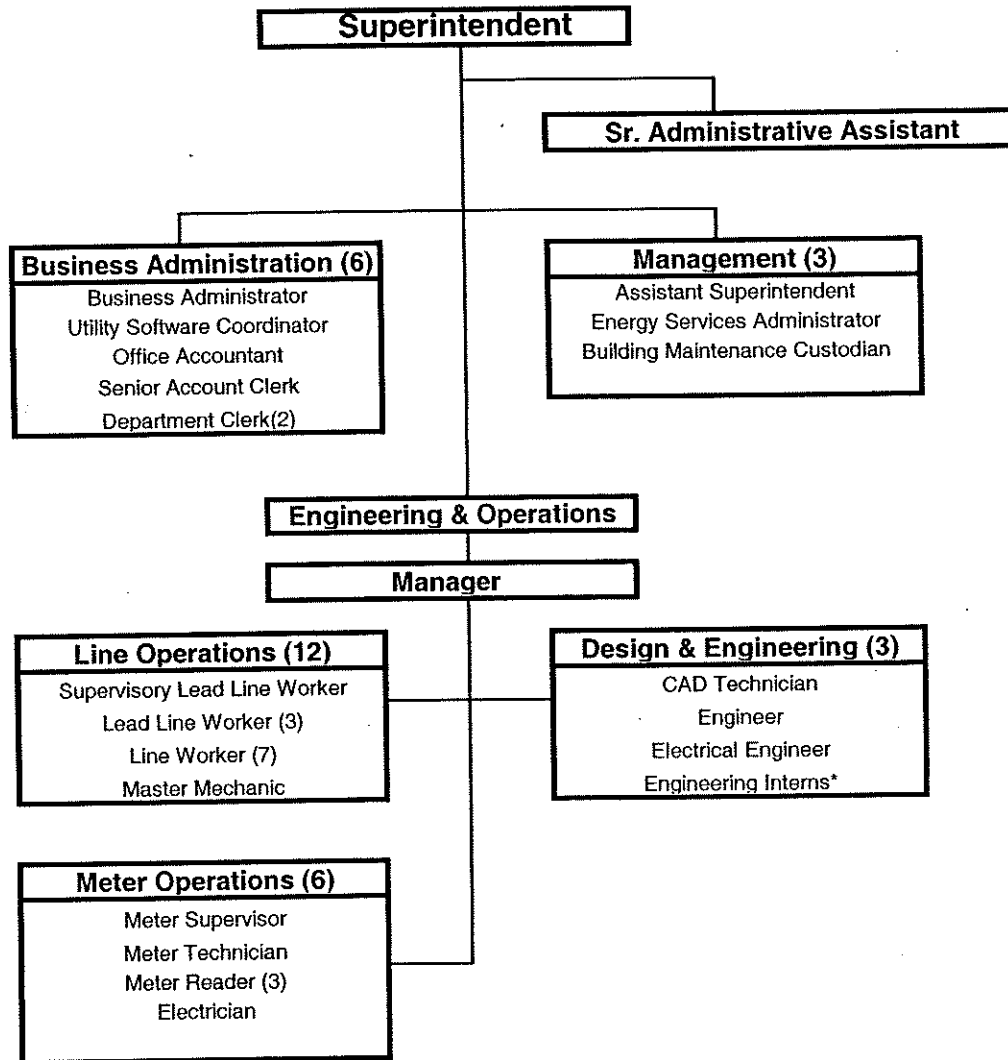 Superintendent
Sr. Administrative Assistant
Business Administration (6)
Business Administrator
Utility Software Coordinator
Office Accountant
Senior Account Clerk
Department Clerk(2)
Management (3)
Assistant Superintendent
Energy Services Administrator
Building Maintenance Custodian
Engineering & Operations
Manager
Line Operations (12)
Supervisory Lead Line Worker
Lead Line Worker (3)
Line Worker (7)
Master Mechanic
Design & Engineering (3)
CAD Technician
Engineer
Electrical Engineer
Engineering Interns*
Meter Operations (6)
Meter Supervisor
Meter Technician
Meter Reader (3)
Electrician